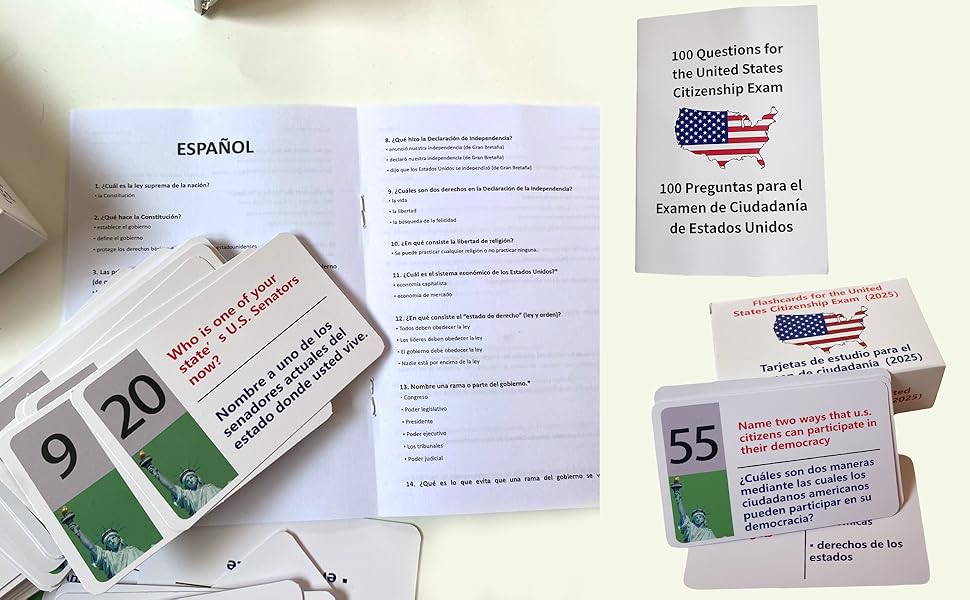 ESPAÑOL
1. ¿Cuál es la ley suprema de la nación?
• la Constitución
2. ¿Qué hace la Constitución?
• establece el gobierno
• define el gobierno
• protege los derechos
estadounidenses
3. Las
8. ¿Qué hizo la Declaración de Independencia?
• anunció nuestra independencia (de Gran Bretaña)
• declaró nuestra independencia (de Gran Bretaña)
• dijo que los Estados Unidos se independizó (de Gran Bretaña)
9. ¿Cuáles son dos derechos en la Declaración de la Independencia?
• la vida
• la libertad
• la búsqueda de la felicidad
10. ¿En qué consiste la libertad de religión?
• Se puede practicar cualquier religión o no practicar ninguna.
11. ¿Cuál es el sistema económico de los Estados Unidos?*
• economía capitalista
• economía de mercado
12. ¿En qué consiste el "estado de derecho" (ley y orden)?
• Todos deben obedecer la ley
• Los líderes deben obedecer la ley
• El gobierno debe obedecer la ley
• Nadie está por encima de la ley
13. Nombre una rama o parte del gobierno.*
• Congreso
• Poder legislativo
• Presidente
• Poder ejecutivo
• Los tribunales
• Poder judicial
14. ¿Qué es lo que evita que una rama del gobierno se v
9
20
Who is one of your
state's U.S. Senators
now?
Nombre a uno de los
senadores actuales del
estado donde usted vive.
100 Questions for
the United States
Citizenship Exam
100 Preguntas para el
Examen de Ciudadanía
de Estados Unidos
Flashcards for the United
States Citizenship Exam (2025)
Tarjetas de estudio para el
de ciudadanía (2025)
55
Name two ways that u.s.
citizens can participate in
their democracy
¿Cuáles son dos maneras
mediante las cuales los
ciudadanos americanos
pueden participar en su
democracia?
• derechos de los
estados